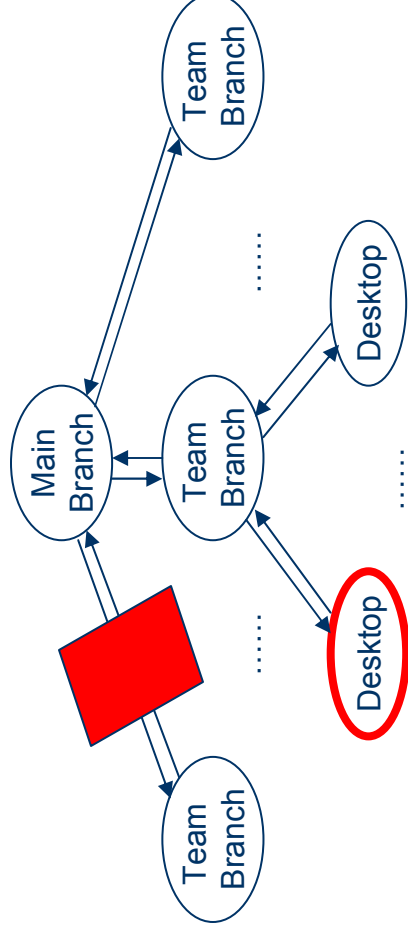 Main
Branch
Team
Branch
Team
Branch
Team
Branch
......
......
Desktop
Desktop
......